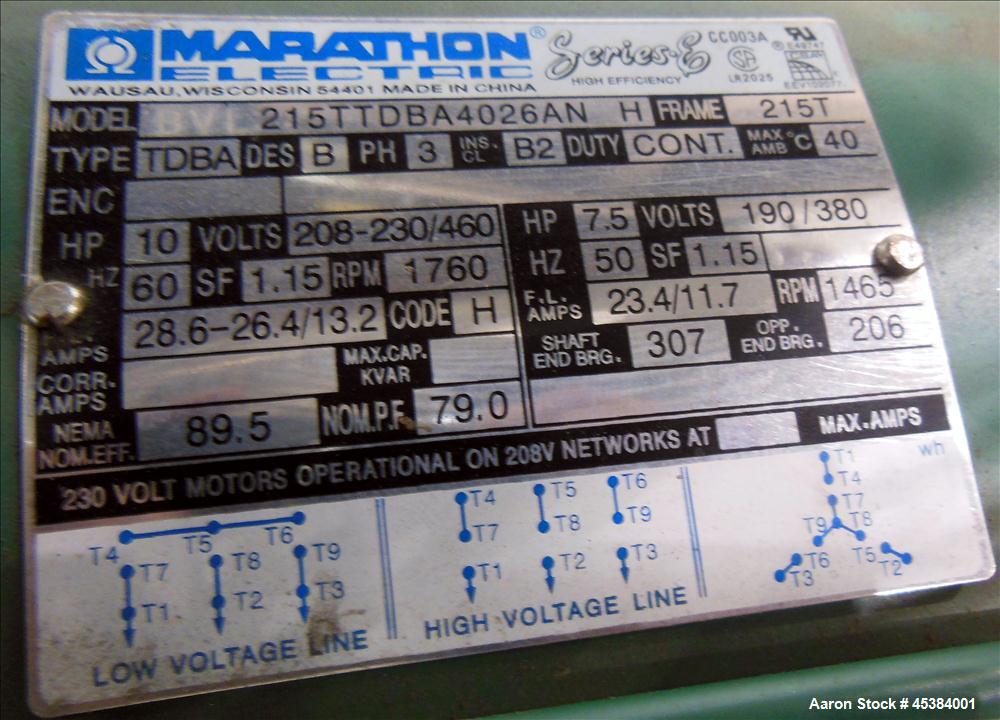 MARATHON® Series-E CC003A
ELECTRIC HIGH EFFICIENCY LR2025 ® E49747
WAUSAU, WISCONSIN 54401 MADE IN CHINA
MODEL BVL 215TTDBA4026AN H FRAME 215T
TYPE TDBA DES B PH 3 INS. CL B2 DUTY CONT. MAX AMB °C 40
ENC
HP 10 VOLTS 208-230/460 HP 7.5 VOLTS 190/380
HZ 60 SF 1.15 RPM 1760 HZ 50 SF 1.15
AMPS 28.6-26.4/13.2 CODE H F.L. AMPS 23.4/11.7 RPM 1465
CORR. AMPS MAX.CAP. KVAR SHAFT END BRG. 307 OPP. END BRG. 206
NEMA NOM.EFF. 89.5 NOM.P.F. 79.0
230 VOLT MOTORS OPERATIONAL ON 208V NETWORKS AT MAX.AMPS
wh
T4 T5 T6
T7 T8 T9
T1 T2 T3
LOW VOLTAGE LINE
T4 T5 T6
T7 T8 T9
T1 T2 T3
HIGH VOLTAGE LINE
T1
T4
T7
T9 T8
T6 T5
T3 T2
Aaron Stock # 45384001